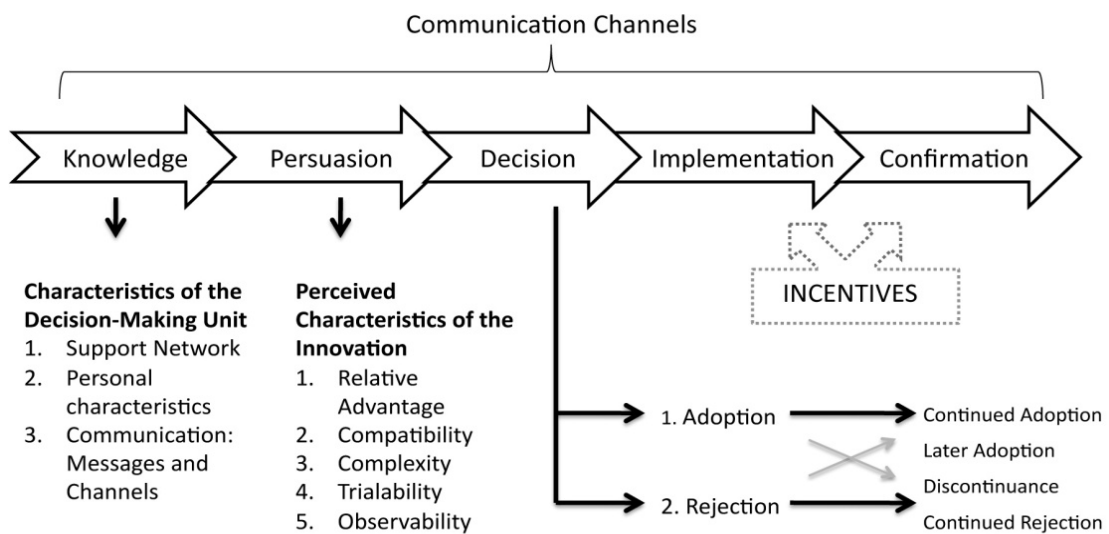 Communication Channels
Knowledge
Persuasion
Decision
Implementation
Confirmation
Characteristics of the
Decision-Making Unit
1. Support Network
2. Personal
characteristics
3. Communication:
Messages and
Channels
Perceived
Characteristics of the
Innovation
1. Relative
Advantage
2. Compatibility
3. Complexity
4. Trialability
5. Observability
INCENTIVES
1. Adoption
2. Rejection
Continued Adoption
Later Adoption
Discontinuance
Continued Rejection